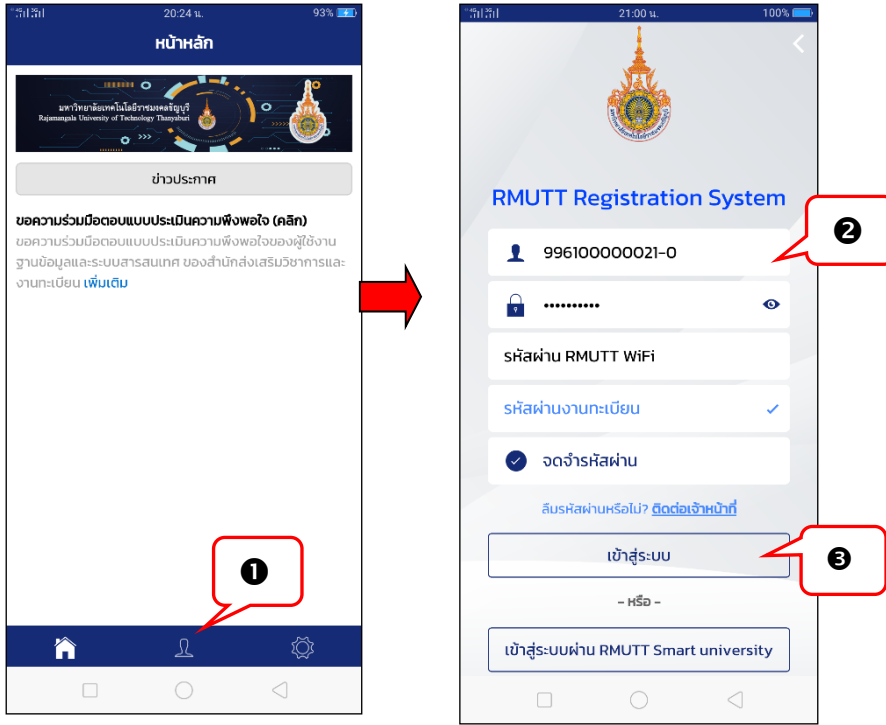 20:24 น.
93%
หน้าหลัก
มหาวิทยาลัยเทคโนโลยีราชมงคลธัญบุรี
Rajamangala University of Technology Thanyaburi
ข่าวประกาศ
ขอความร่วมมือตอบแบบประเมินความพึงพอใจ (คลิก)
ขอความร่วมมือตอบแบบประเมินความพึงพอใจของผู้ใช้งาน
ฐานข้อมูลและระบบสารสนเทศ ของสำนักส่งเสริมวิชาการและ
งานทะเบียน เพิ่มเติม
❶
21:00 น.
100%
RMUTT Registration System
❷
996100000021-0
••••••••••
รหัสผ่าน RMUTT WiFi
รหัสผ่านงานทะเบียน
จดจำรหัสผ่าน
ลืมรหัสผ่านหรือไม่? ติดต่อเจ้าหน้าที่
เข้าสู่ระบบ
❸
- หรือ -
เข้าสู่ระบบผ่าน RMUTT Smart university